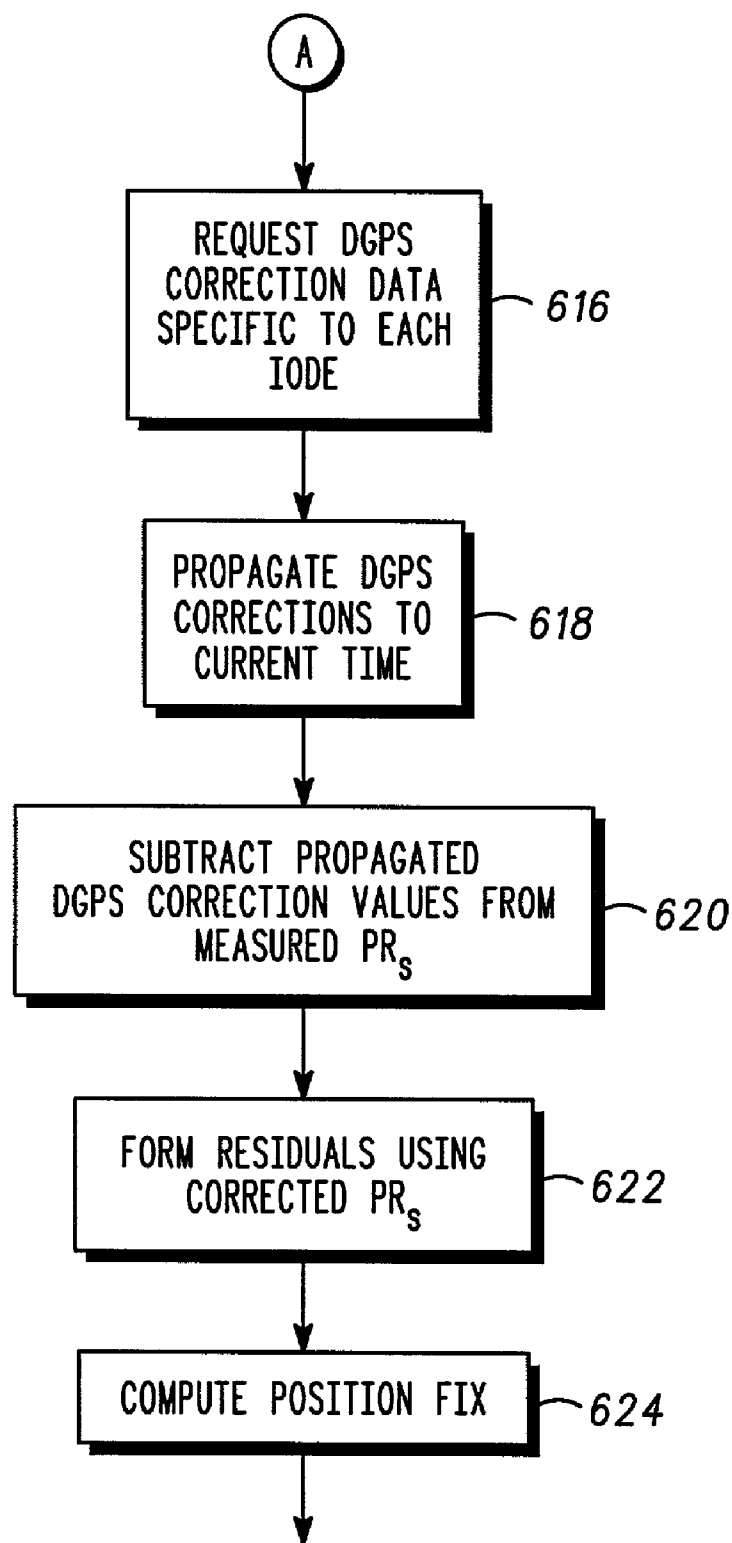 A
REQUEST DGPS
CORRECTION DATA
SPECIFIC TO EACH
IODE
616
PROPAGATE DGPS
CORRECTIONS TO
CURRENT TIME
618
SUBTRACT PROPAGATED
DGPS CORRECTION VALUES FROM
MEASURED PRS
620
FORM RESIDUALS USING
CORRECTED PRS
622
COMPUTE POSITION FIX
624